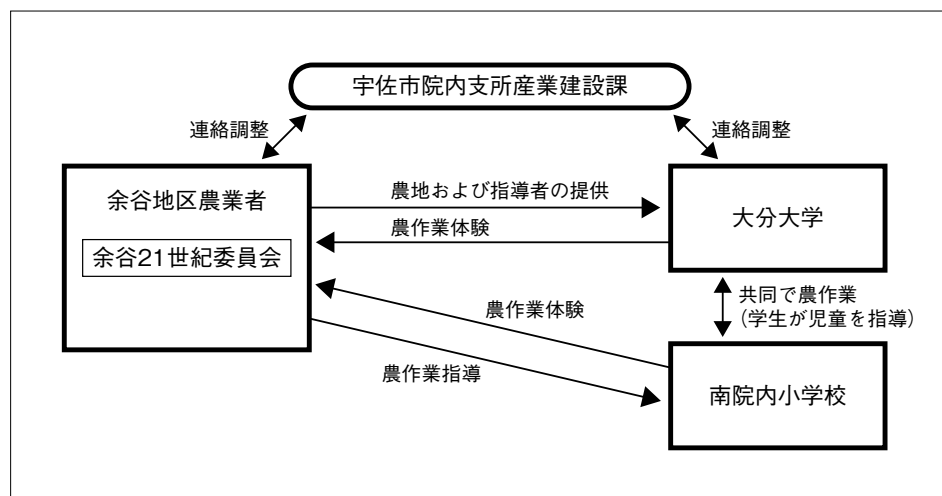 宇佐市院内支所産業建設課
連絡調整
連絡調整
余谷地区農業者
余谷21世紀委員会
農地および指導者の提供
農作業体験
大分大学
共同で農作業
(学生が児童を指導)
農作業体験
農作業指導
南院内小学校